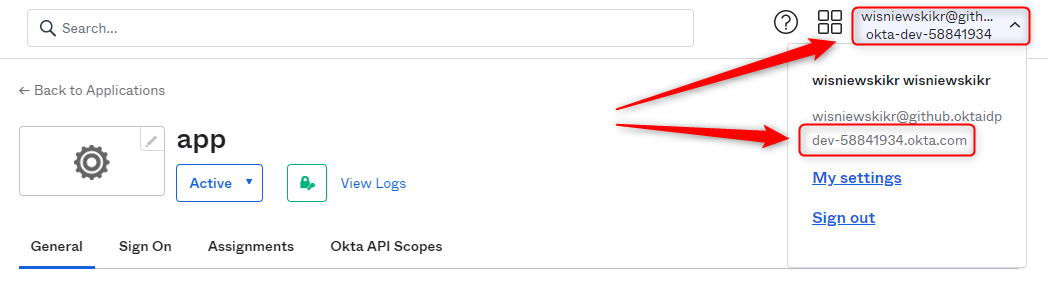 Search...
wisniewskikr@gith...
okta-dev-58841934
wisniewskikr wisniewskikr
wisniewskikr@github.oktaidp
dev-58841934.okta.com
My settings
Sign out
← Back to Applications
app
Active
View Logs
General Sign On Assignments Okta API Scopes